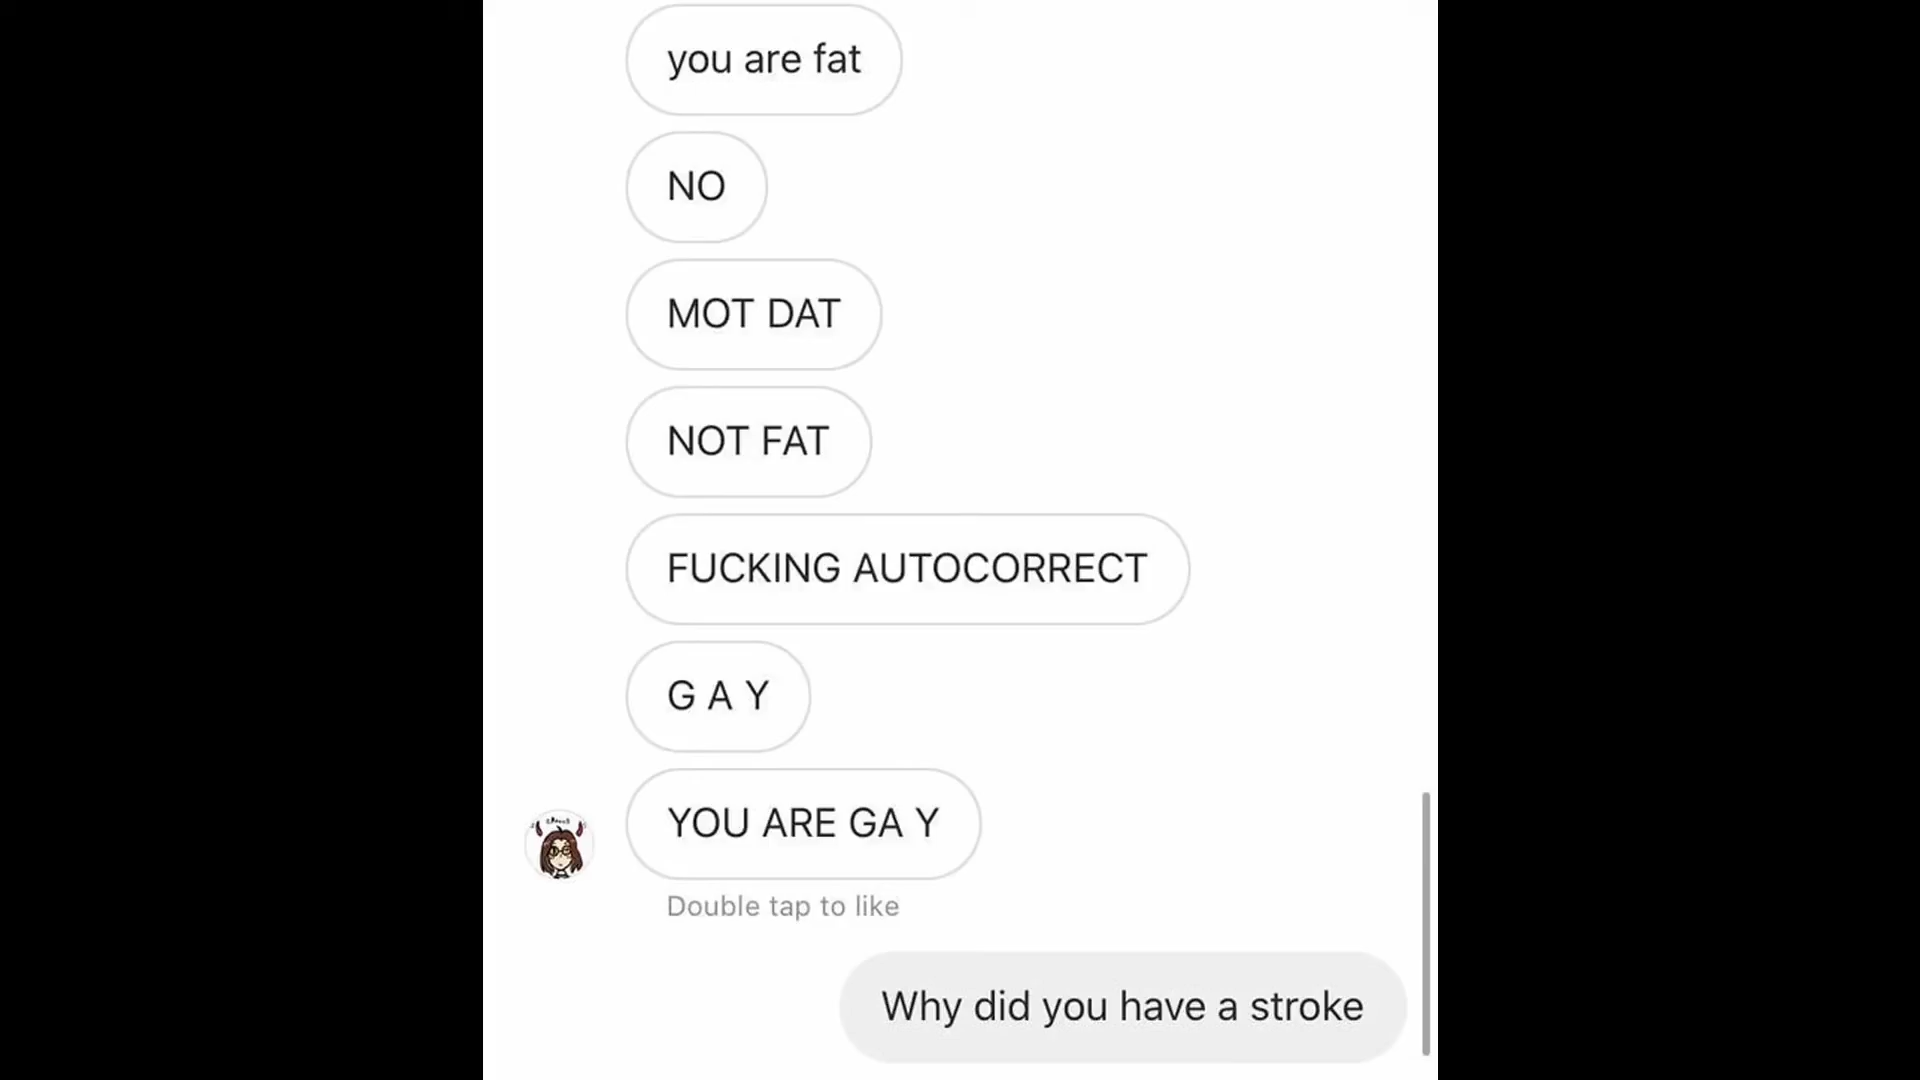 you are fat
NO
MOT DAT
NOT FAT
FUCKING AUTOCORRECT
G A Y
YOU ARE GA Y
Double tap to like
Why did you have a stroke